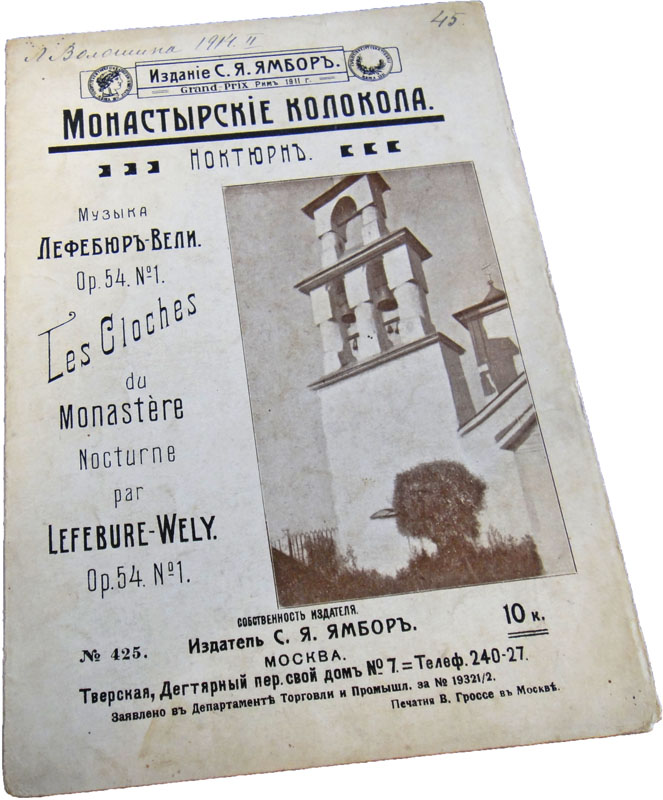 Л Волошина 1914. II
45.
Изданіе С. Я. ЯМБОРЪ.
Grand-Prix Римъ 1911 г.
МОНАСТЫРСКІЕ КОЛОКОЛА.
НОКТЮРНЪ.
Музыка
ЛЕФЕБЮРЪ-ВЕЛИ.
Op. 54. №1.
Les Cloches
du
Monastère
Nocturne
par
LEFEBURE-WELY.
Op. 54. №1.
СОБСТВЕННОСТЬ ИЗДАТЕЛЯ.
10 к.
№ 425.
Издатель С. Я. ЯМБОРЪ.
МОСКВА.
Тверская, Дегтярный пер. свой домъ №7.=Телеф. 240-27.
Заявлено въ Департаментѣ Торговли и Промышл. за № 19321/2.
Печатня В. Гроссе въ Москвѣ.